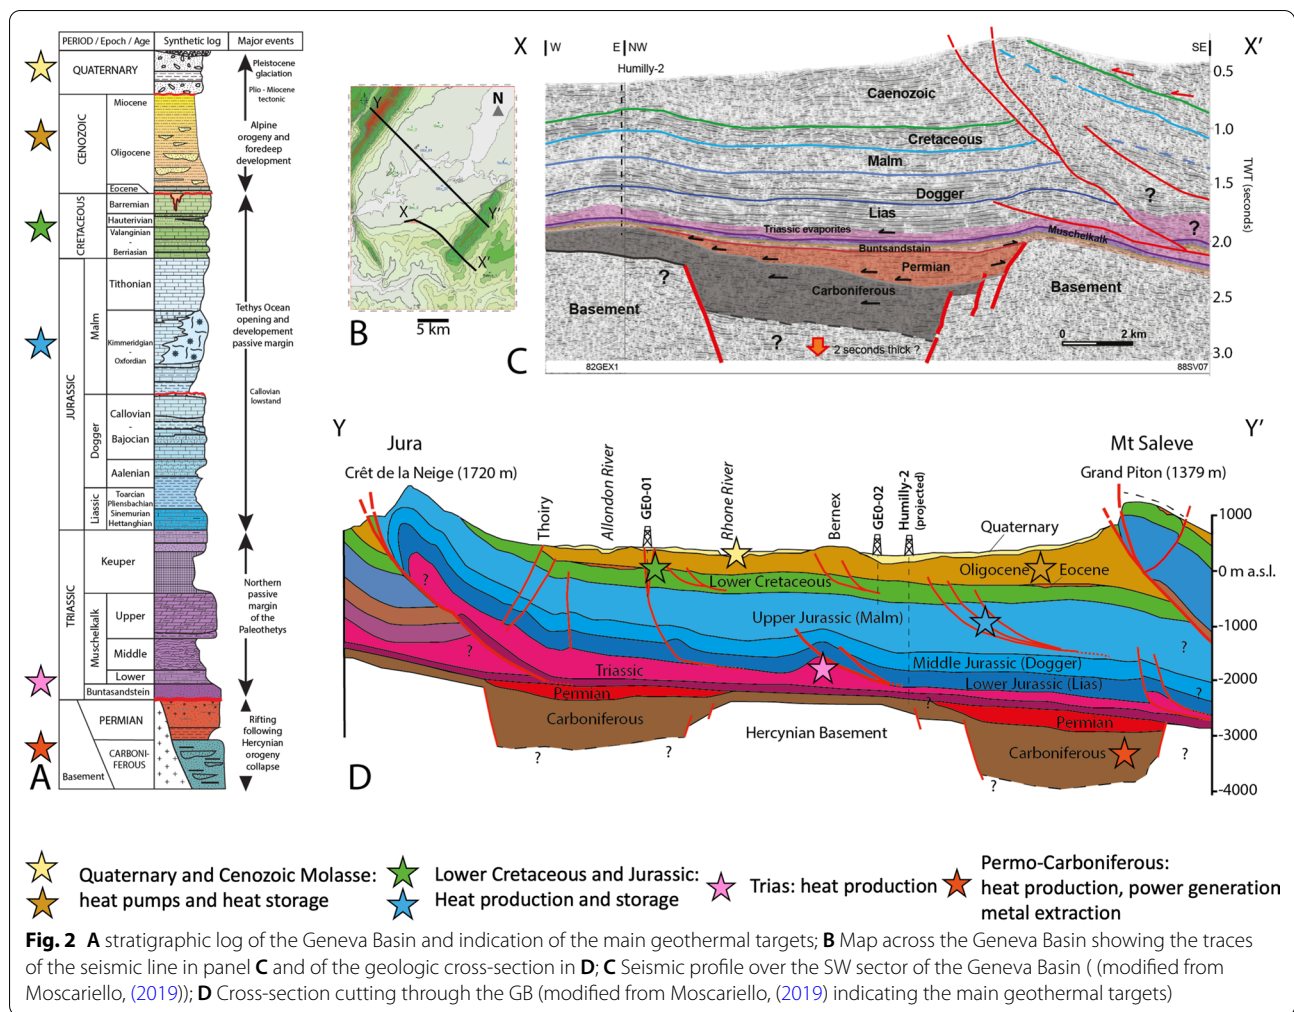 PERIOD / Epoch / Age
Synthetic log
Major events
QUATERNARY
Pleistocene
glaciation
Plio - Miocene
tectonic
CENOZOIC
Miocene
Oligocene
Eocene
Alpine
orogeny and
foredeep
development
CRETACEOUS
Barremian
Hauterivian
Valanginian
-
Berriasian
JURASSIC
Malm
Tithonian
Kimmeridgian
-
Oxfordian
Tethys Ocean
opening and
developement
passive margin
Callovian
lowstand
Dogger
Callovian
-
Bajocian
Aalenian
Liassic
Toarcian
Pliensbachian
Sinemurian
Hettanghian
TRIASSIC
Keuper
Muschelkalk
Upper
Middle
Lower
Buntasandstein
Northern
passive
margin
of the
Paleothetys
PERMIAN
CARBONI-
FEROUS
Basement
Rifting
following
Hercynian
orogeny
collapse
A
N
Y
X
Y'
X'
B
5 km
X
W
E
NW
SE
X'
Humilly-2
Caenozoic
Cretaceous
Malm
Dogger
Lias
Triassic evaporites
Muschelkalk
Buntsandstain
Permian
Carboniferous
Basement
Basement
?
?
?
?
2 seconds thick ?
0
2 km
0.5
1.0
1.5
2.0
2.5
3.0
TWT (seconds)
82GEX1
88SV07
C
Y
Y'
Jura
Crêt de la Neige (1720 m)
Thoiry
Allondon River
GE0-01
Rhone River
Bernex
GE0-02
Humilly-2
(projected)
Mt Saleve
Grand Piton (1379 m)
Quaternary
Oligocene
Eocene
Lower Cretaceous
Upper Jurassic (Malm)
Middle Jurassic (Dogger)
Lower Jurassic (Lias)
Triassic
Permian
Carboniferous
Hercynian Basement
Permian
Carboniferous
?
?
?
?
?
?
?
?
?
1000
0 m a.s.l.
-1000
-2000
-3000
-4000
D
Quaternary and Cenozoic Molasse:
heat pumps and heat storage
Lower Cretaceous and Jurassic:
Heat production and storage
Trias: heat production
Permo-Carboniferous:
heat production, power generation
metal extraction
Fig. 2 A stratigraphic log of the Geneva Basin and indication of the main geothermal targets; B Map across the Geneva Basin showing the traces
of the seismic line in panel C and of the geologic cross-section in D; C Seismic profile over the SW sector of the Geneva Basin ( (modified from
Moscariello, (2019)); D Cross-section cutting through the GB (modified from Moscariello, (2019) indicating the main geothermal targets)